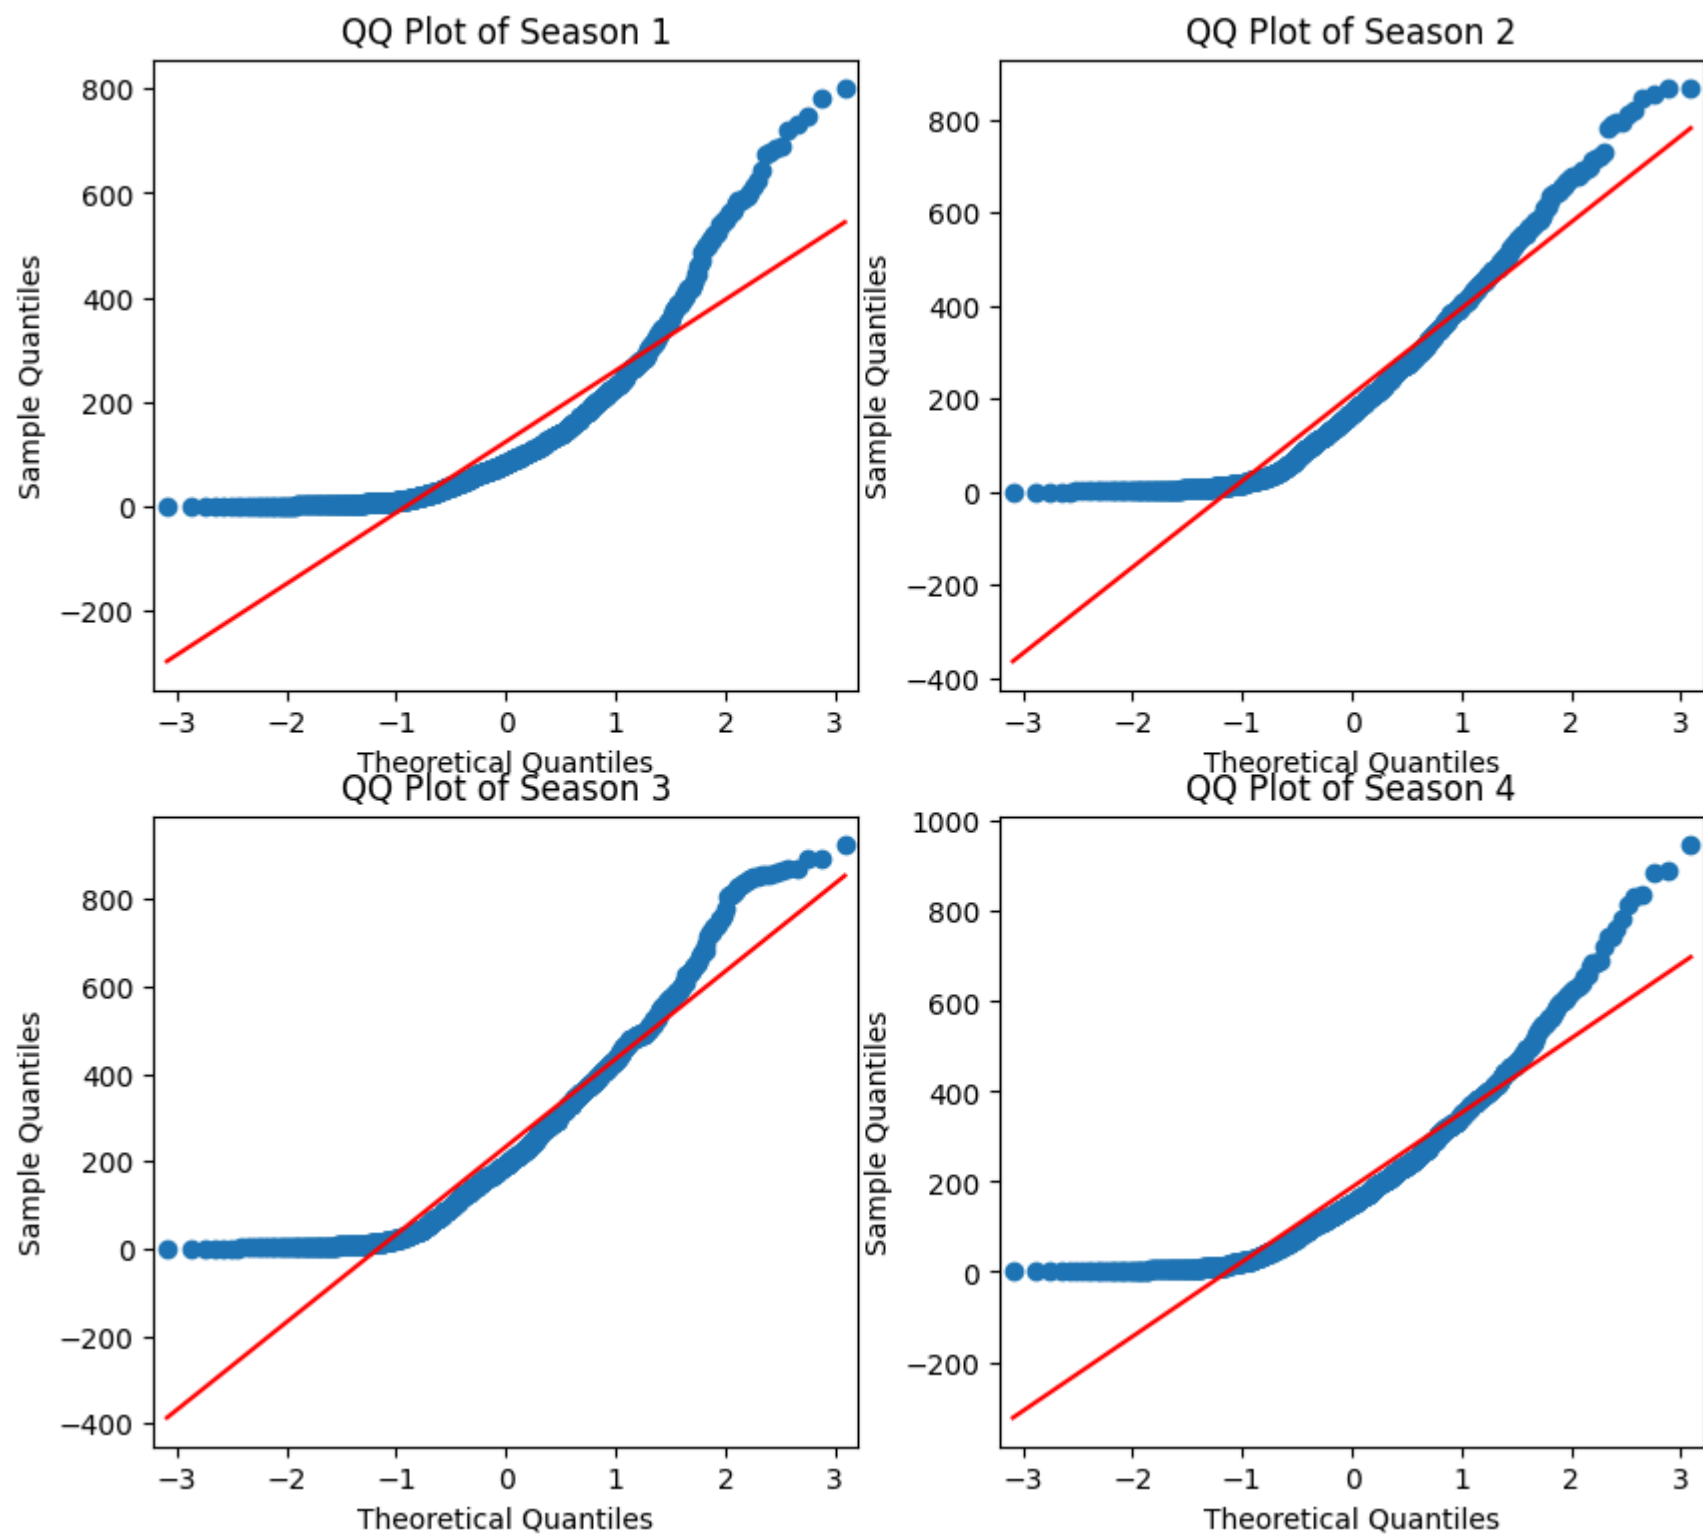 QQ Plot of Season 1
Sample Quantiles
800
600
400
200
0
−200
−3 −2 −1 0 1 2 3
Theoretical Quantiles
QQ Plot of Season 2
Sample Quantiles
800
600
400
200
0
−200
−400
−3 −2 −1 0 1 2 3
Theoretical Quantiles
QQ Plot of Season 3
Sample Quantiles
800
600
400
200
0
−200
−400
−3 −2 −1 0 1 2 3
Theoretical Quantiles
QQ Plot of Season 4
Sample Quantiles
1000
800
600
400
200
0
−200
−3 −2 −1 0 1 2 3
Theoretical Quantiles